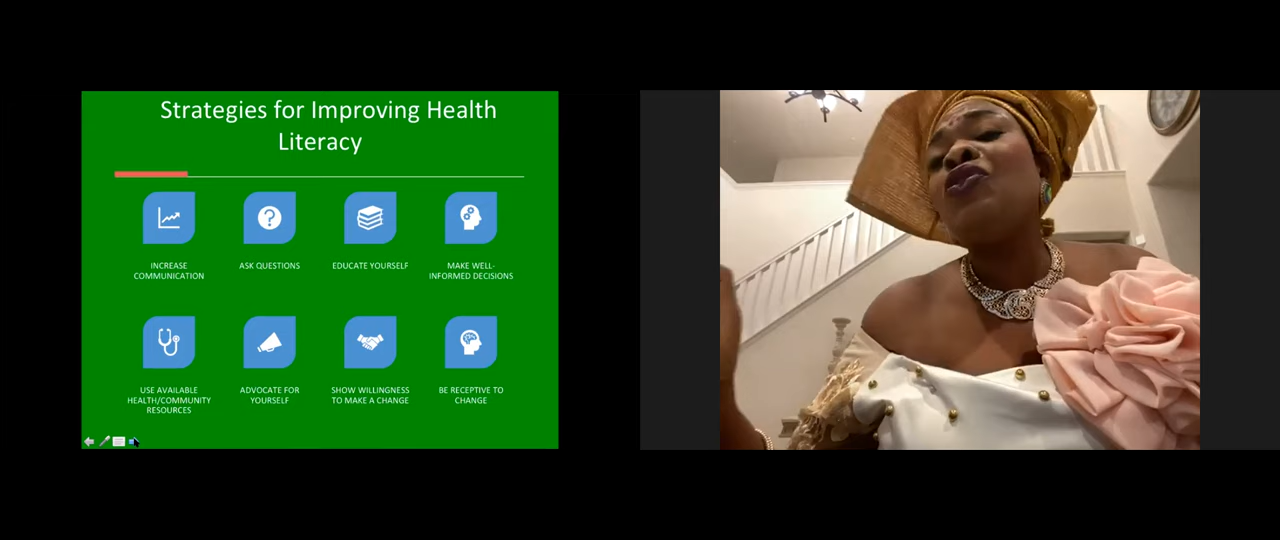 Strategies for Improving Health
Literacy
INCREASE
COMMUNICATION
ASK QUESTIONS
EDUCATE YOURSELF
MAKE WELL-
INFORMED DECISIONS
USE AVAILABLE
HEALTH/COMMUNITY
RESOURCES
ADVOCATE FOR
YOURSELF
SHOW WILLINGNESS
TO MAKE A CHANGE
BE RECEPTIVE TO
CHANGE